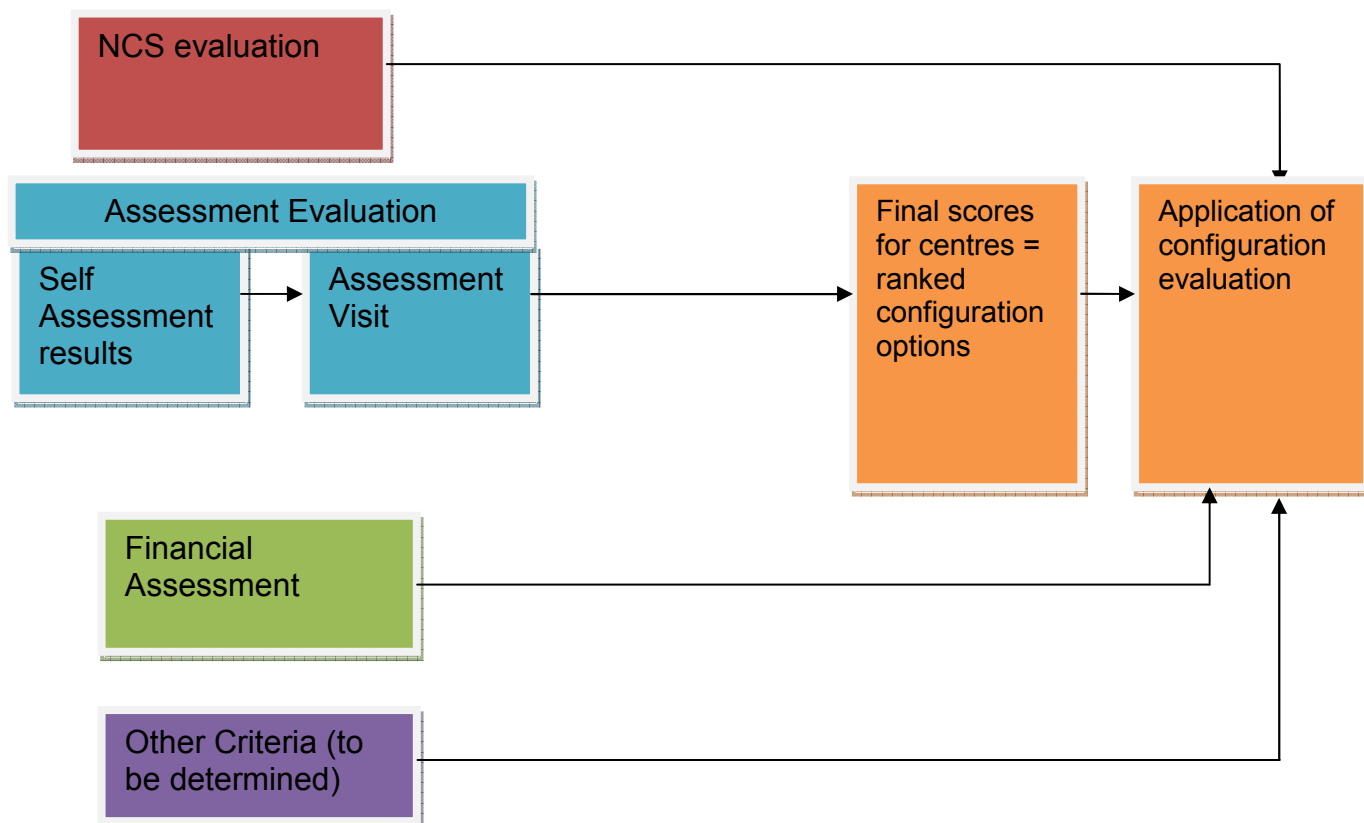 NCS evaluation
Assessment Evaluation
Self
Assessment
results
Assessment
Visit
Final scores
for centres =
ranked
configuration
options
Application of
configuration
evaluation
Financial
Assessment
Other Criteria (to
be determined)